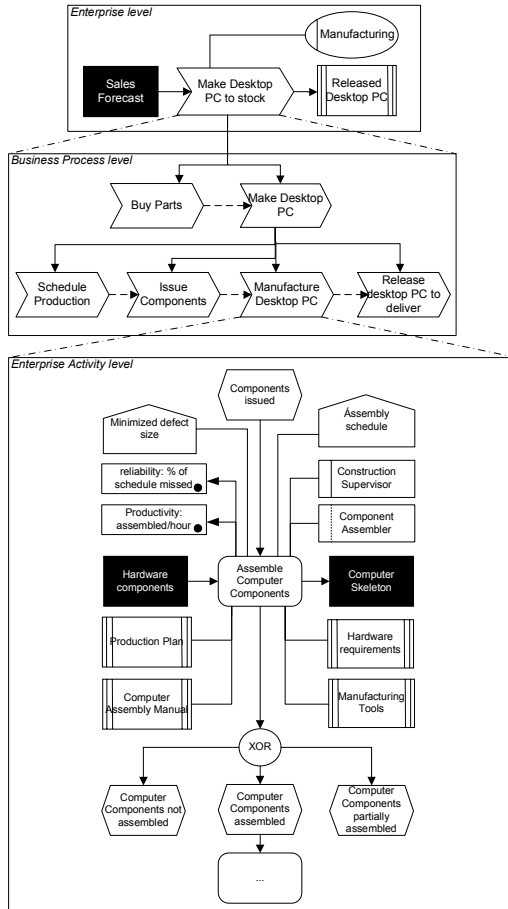 Enterprise level
Manufacturing
Sales
Forecast
Make Desktop
PC to stock
Released
Desktop PC
Business Process level
Buy Parts
Make Desktop
PC
Schedule
Production
Issue
Components
Manufacture
Desktop PC
Release
desktop PC to
deliver
Enterprise Activity level
Components
issued
Minimized defect
size
Ássembly
schedule
reliability: % of
schedule missed
Construction
Supervisor
Productivity:
assembled/hour
Component
Assembler
Hardware
components
Assemble
Computer
Components
Computer
Skeleton
Production Plan
Hardware
requirements
Computer
Assembly Manual
Manufacturing
Tools
XOR
Computer
Components not
assembled
Computer
Components
assembled
Computer
Components
partially
assembled
...